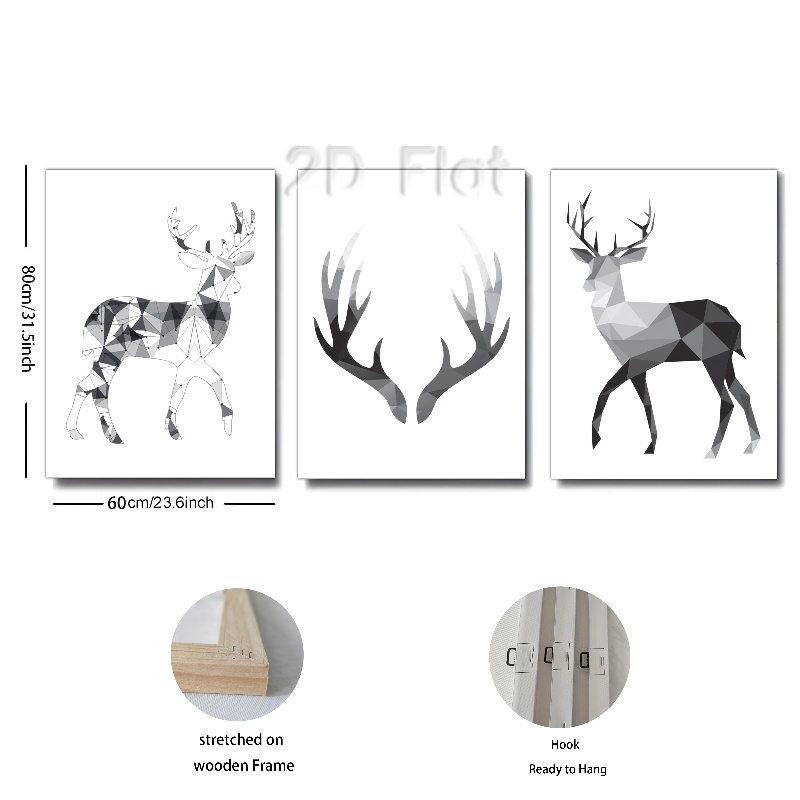 2D Flat
80cm/31.5inch
60cm/23.6inch
stretched on
wooden Frame
Hook
Ready to Hang